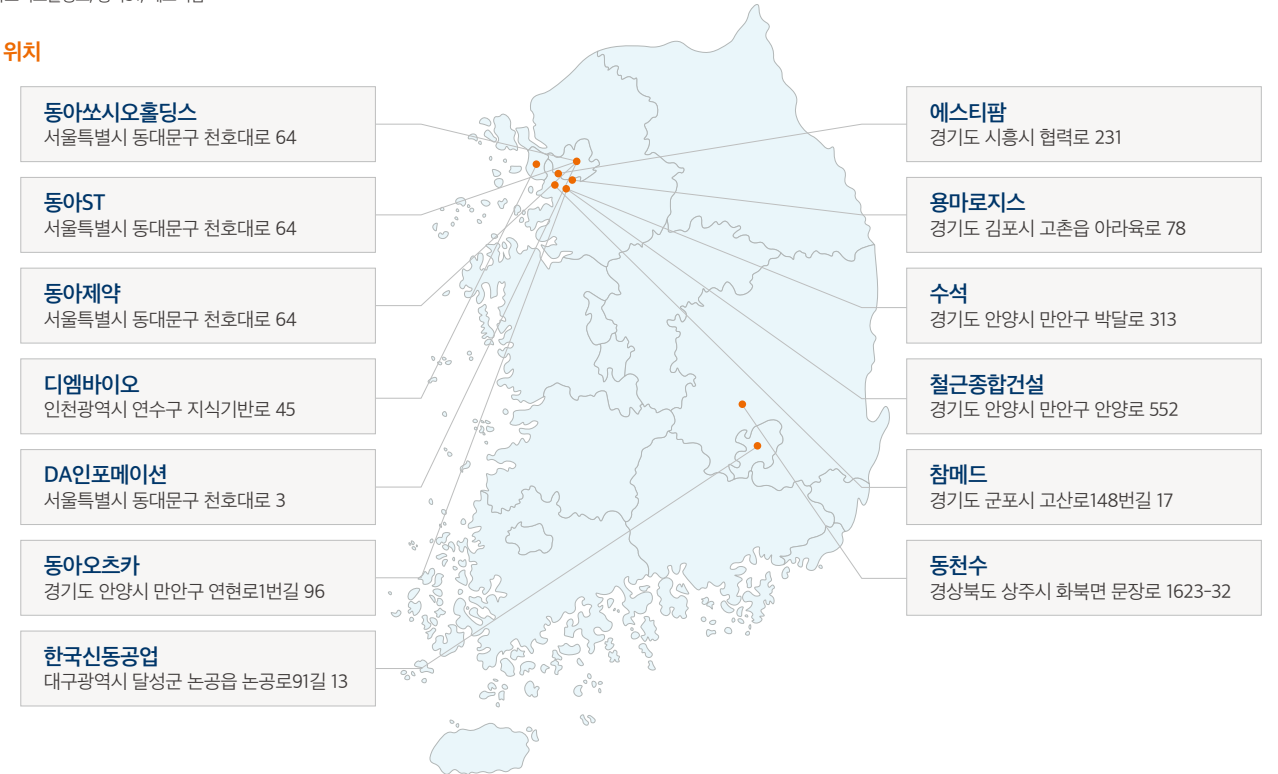 위치
동아쏘시오홀딩스
서울특별시 동대문구 천호대로 64
동아ST
서울특별시 동대문구 천호대로 64
동아제약
서울특별시 동대문구 천호대로 64
디엠바이오
인천광역시 연수구 지식기반로 45
DA인포메이션
서울특별시 동대문구 천호대로 3
동아오츠카
경기도 안양시 만안구 연현로1번길 96
한국신동공업
대구광역시 달성군 논공읍 논공로91길 13
에스티팜
경기도 시흥시 협력로 231
용마로지스
경기도 김포시 고촌읍 아라육로 78
수석
경기도 안양시 만안구 박달로 313
철근종합건설
경기도 안양시 만안구 안양로 552
참메드
경기도 군포시 고산로148번길 17
동천수
경상북도 상주시 화북면 문장로 1623-32